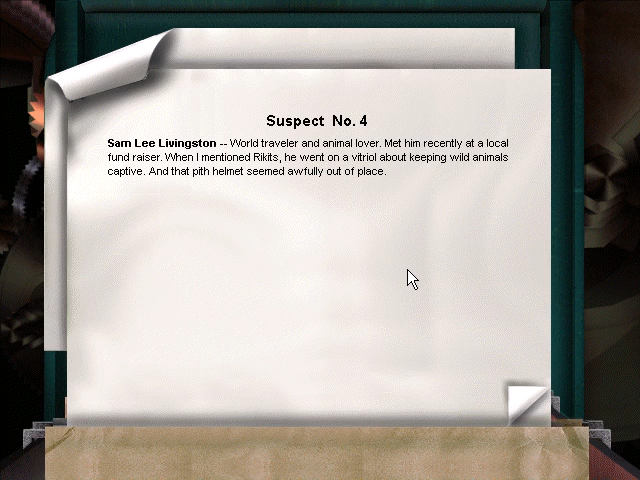 Suspect No. 4
Sam Lee Livingston -- World traveler and animal lover. Met him recently at a local
fund raiser. When I mentioned Rikits, he went on a vitriol about keeping wild animals
captive. And that pith helmet seemed awfully out of place.